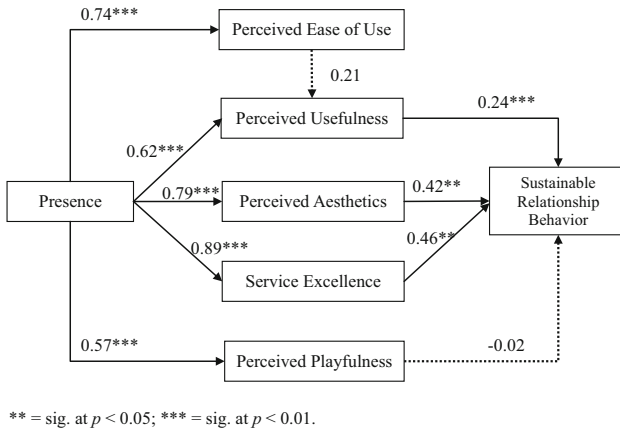 0.74***
Perceived Ease of Use
0.21
Perceived Usefulness
0.24***
0.62***
Presence
0.79***
Perceived Aesthetics
0.42**
Sustainable
Relationship
Behavior
0.89***
Service Excellence
0.46**
0.57***
Perceived Playfulness
-0.02
** = sig. at p < 0.05; *** = sig. at p < 0.01.